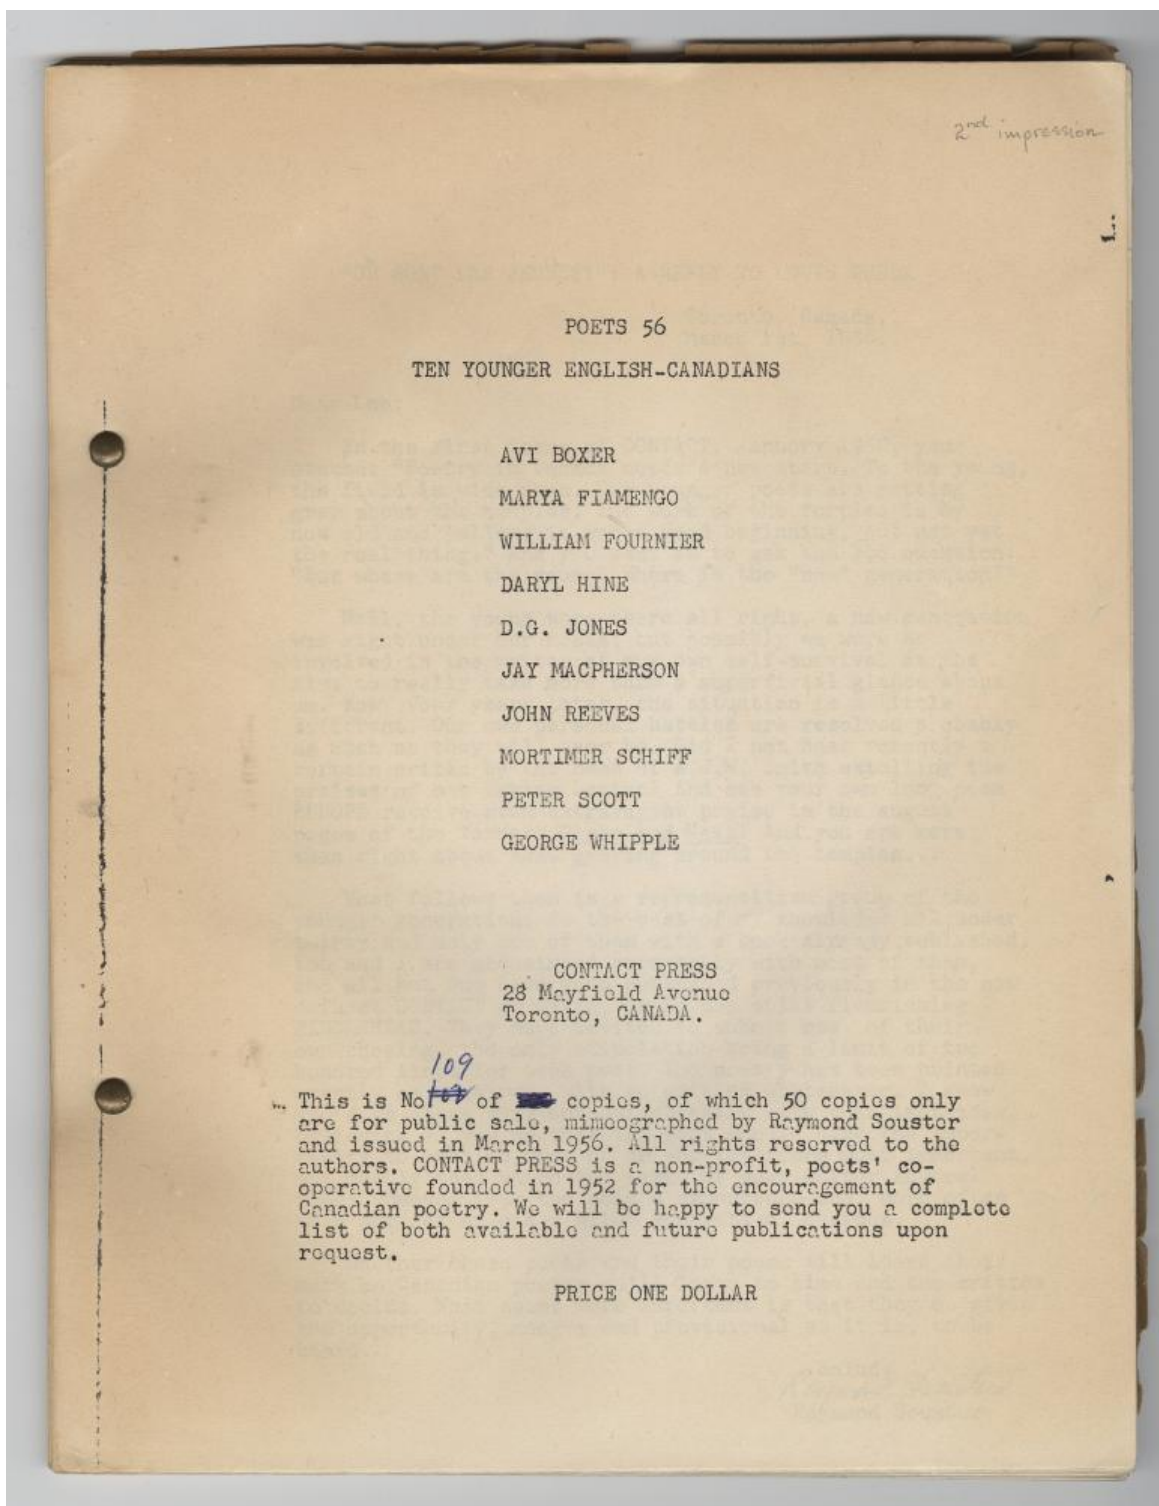 2nd impression
POETS 56
TEN YOUNGER ENGLISH-CANADIANS
AVI BOXER
MARYA FIAMENGO
WILLIAM FOURNIER
DARYL HINE
D.G. JONES
JAY MACPHERSON
JOHN REEVES
MORTIMER SCHIFF
PETER SCOTT
GEORGE WHIPPLE
CONTACT PRESS
28 Mayfield Avenue
Toronto, CANADA.
109
This is No of copies, of which 50 copies only
are for public sale, mimeographed by Raymond Souster
and issued in March 1956. All rights reserved to the
authors. CONTACT PRESS is a non-profit, poets' co-
operative founded in 1952 for the encouragement of
Canadian poetry. We will be happy to send you a complete
list of both available and future publications upon
request.
PRICE ONE DOLLAR